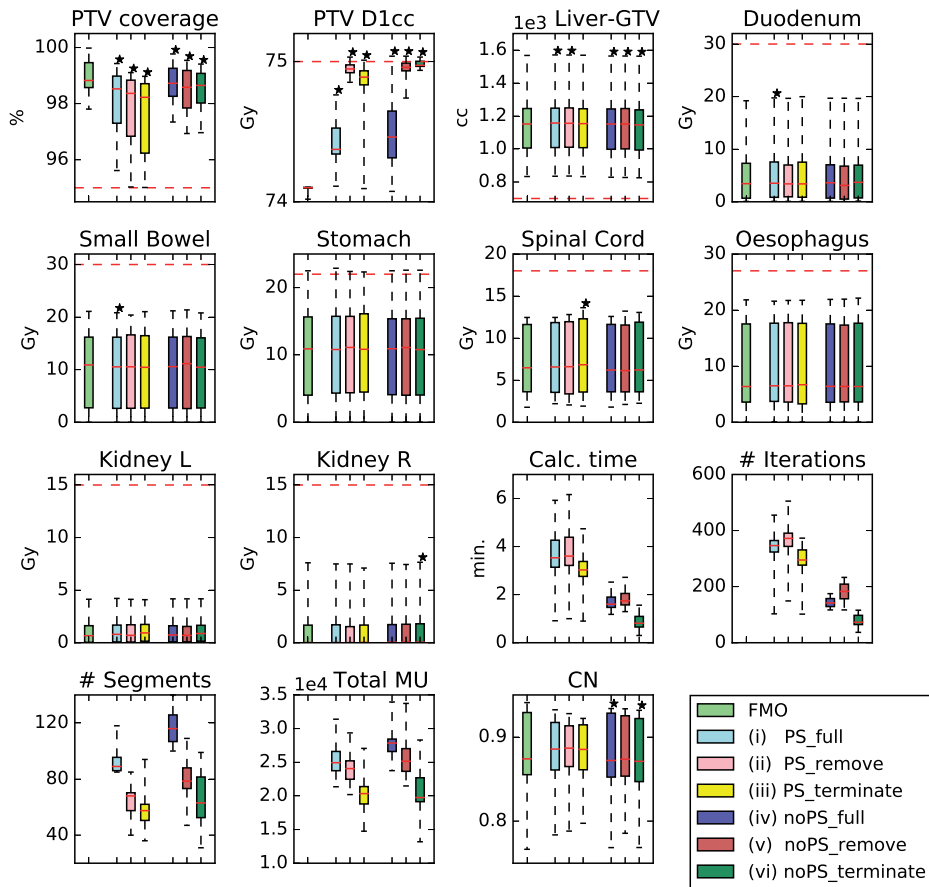 PTV coverage
100
98
96
%
PTV D1cc
75
74
Gy
1e3 Liver-GTV
1.6
1.4
1.2
1.0
0.8
cc
Duodenum
30
20
10
0
Gy
Small Bowel
30
20
10
0
Gy
Stomach
20
10
0
Gy
Spinal Cord
20
15
10
5
0
Gy
Oesophagus
30
20
10
0
Gy
Kidney L
15
10
5
0
Gy
Kidney R
15
10
5
0
Gy
Calc. time
6
4
2
0
min.
# Iterations
600
400
200
0
# Segments
120
80
40
1e4 Total MU
3.5
3.0
2.5
2.0
1.5
1.0
CN
0.9
0.8
FMO
(i) PS_full
(ii) PS_remove
(iii) PS_terminate
(iv) noPS_full
(v) noPS_remove
(vi) noPS_terminate